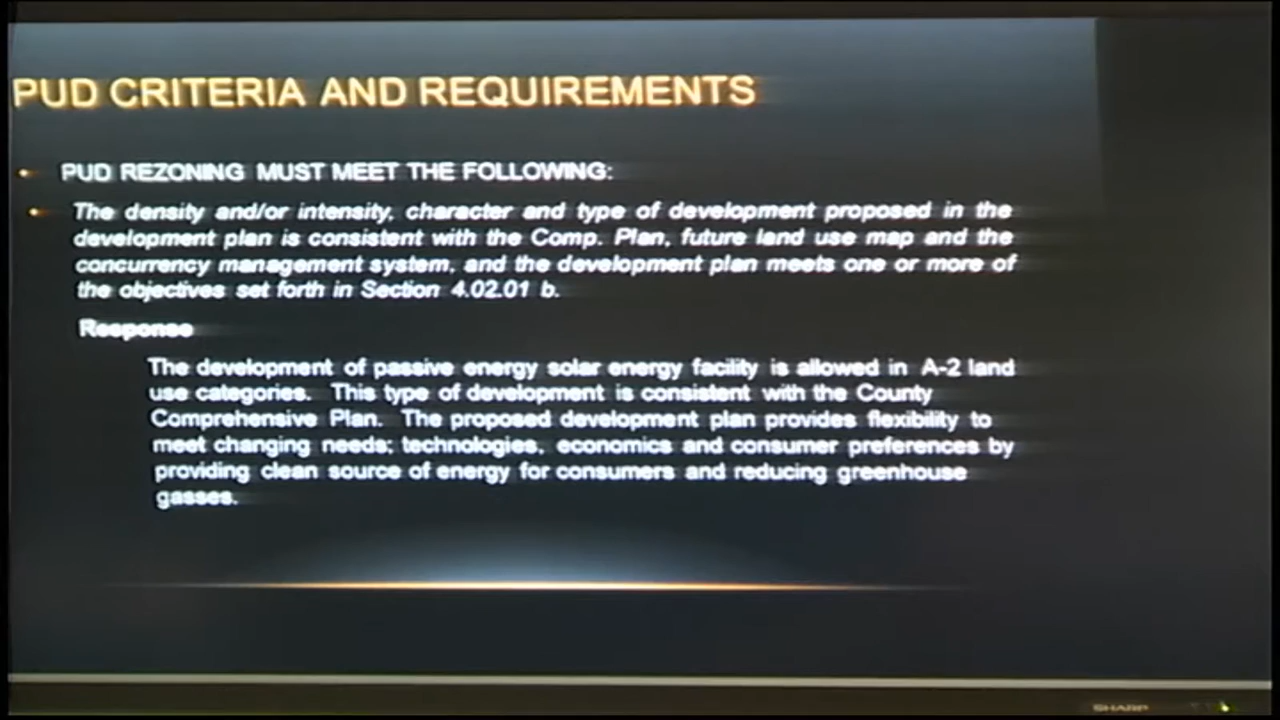 PUD CRITERIA AND REQUIREMENTS
PUD REZONING MUST MEET THE FOLLOWING:
The density and/or intensity, character and type of development proposed in the
development plan is consistent with the Comp. Plan, future land use map and the
concurrency management system, and the development plan meets one or more of
the objectives set forth in Section 4.02.01 b.
Response
The development of passive energy solar energy facility is allowed in A-2 land
use categories. This type of development is consistent with the County
Comprehensive Plan. The proposed development plan provides flexibility to
meet changing needs; technologies, economics and consumer preferences by
providing clean source of energy for consumers and reducing greenhouse
gasses.
SHARP